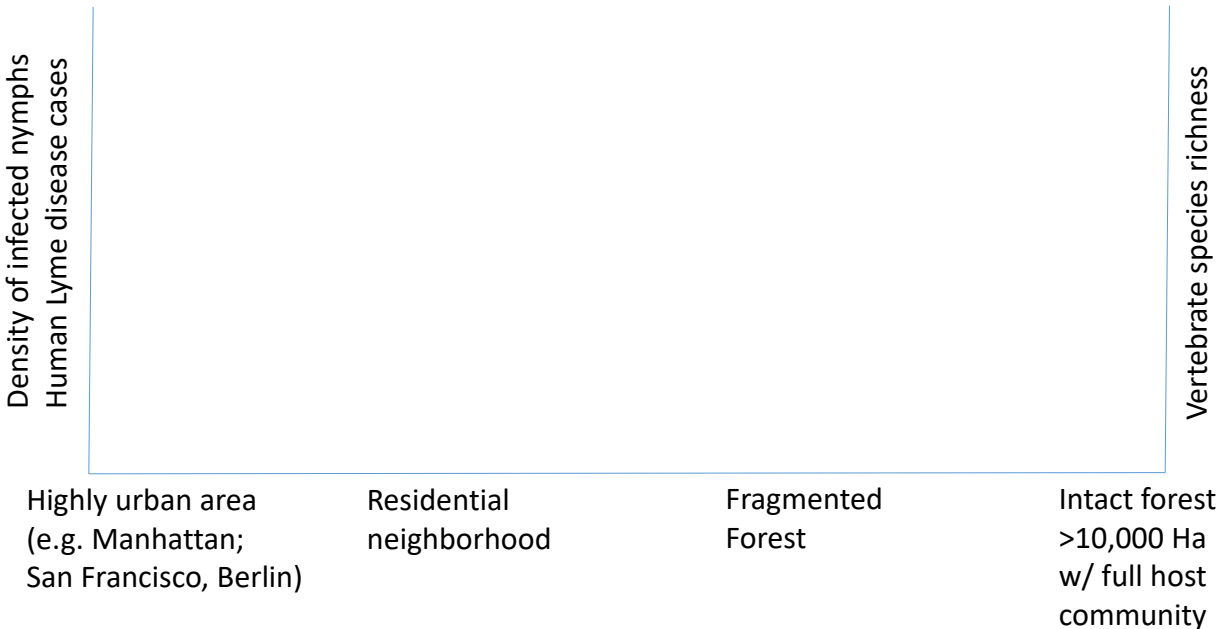 Density of infected nymphs
Human Lyme disease cases
Vertebrate species richness
Highly urban area
(e.g. Manhattan;
San Francisco, Berlin)
Residential
neighborhood
Fragmented
Forest
Intact forest
>10,000 Ha
w/ full host
community